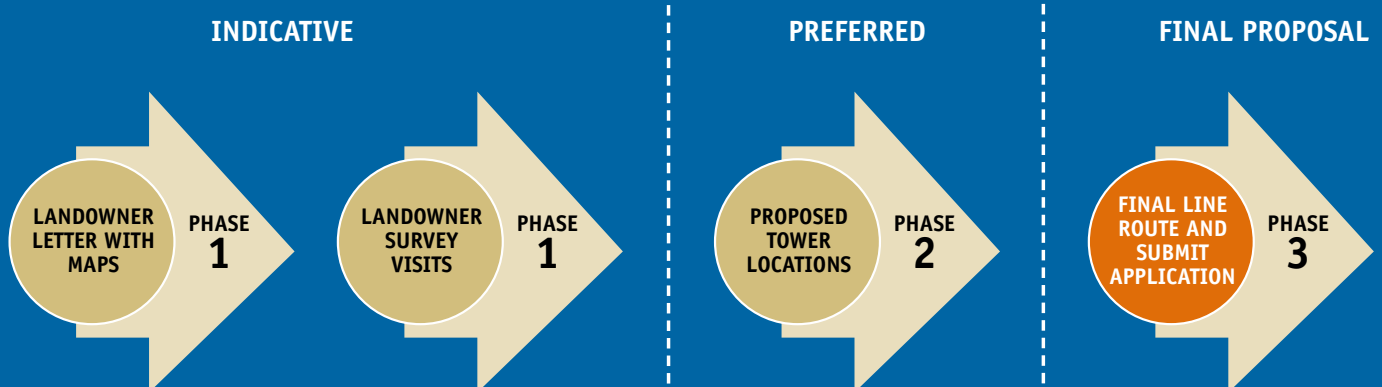 INDICATIVE
PREFERRED
FINAL PROPOSAL
LANDOWNER
LETTER WITH
MAPS
PHASE
1
LANDOWNER
SURVEY
VISITS
PHASE
1
PROPOSED
TOWER
LOCATIONS
PHASE
2
FINAL LINE
ROUTE AND
SUBMIT
APPLICATION
PHASE
3